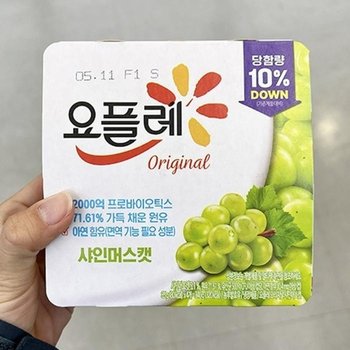 05.11 F1 S
당함량
10%
DOWN
요플레
Original
2000억 프로바이오틱스
71.61% 가득 채운 원유
아연 함유(면역 기능 필요 성분)
샤인머스캣